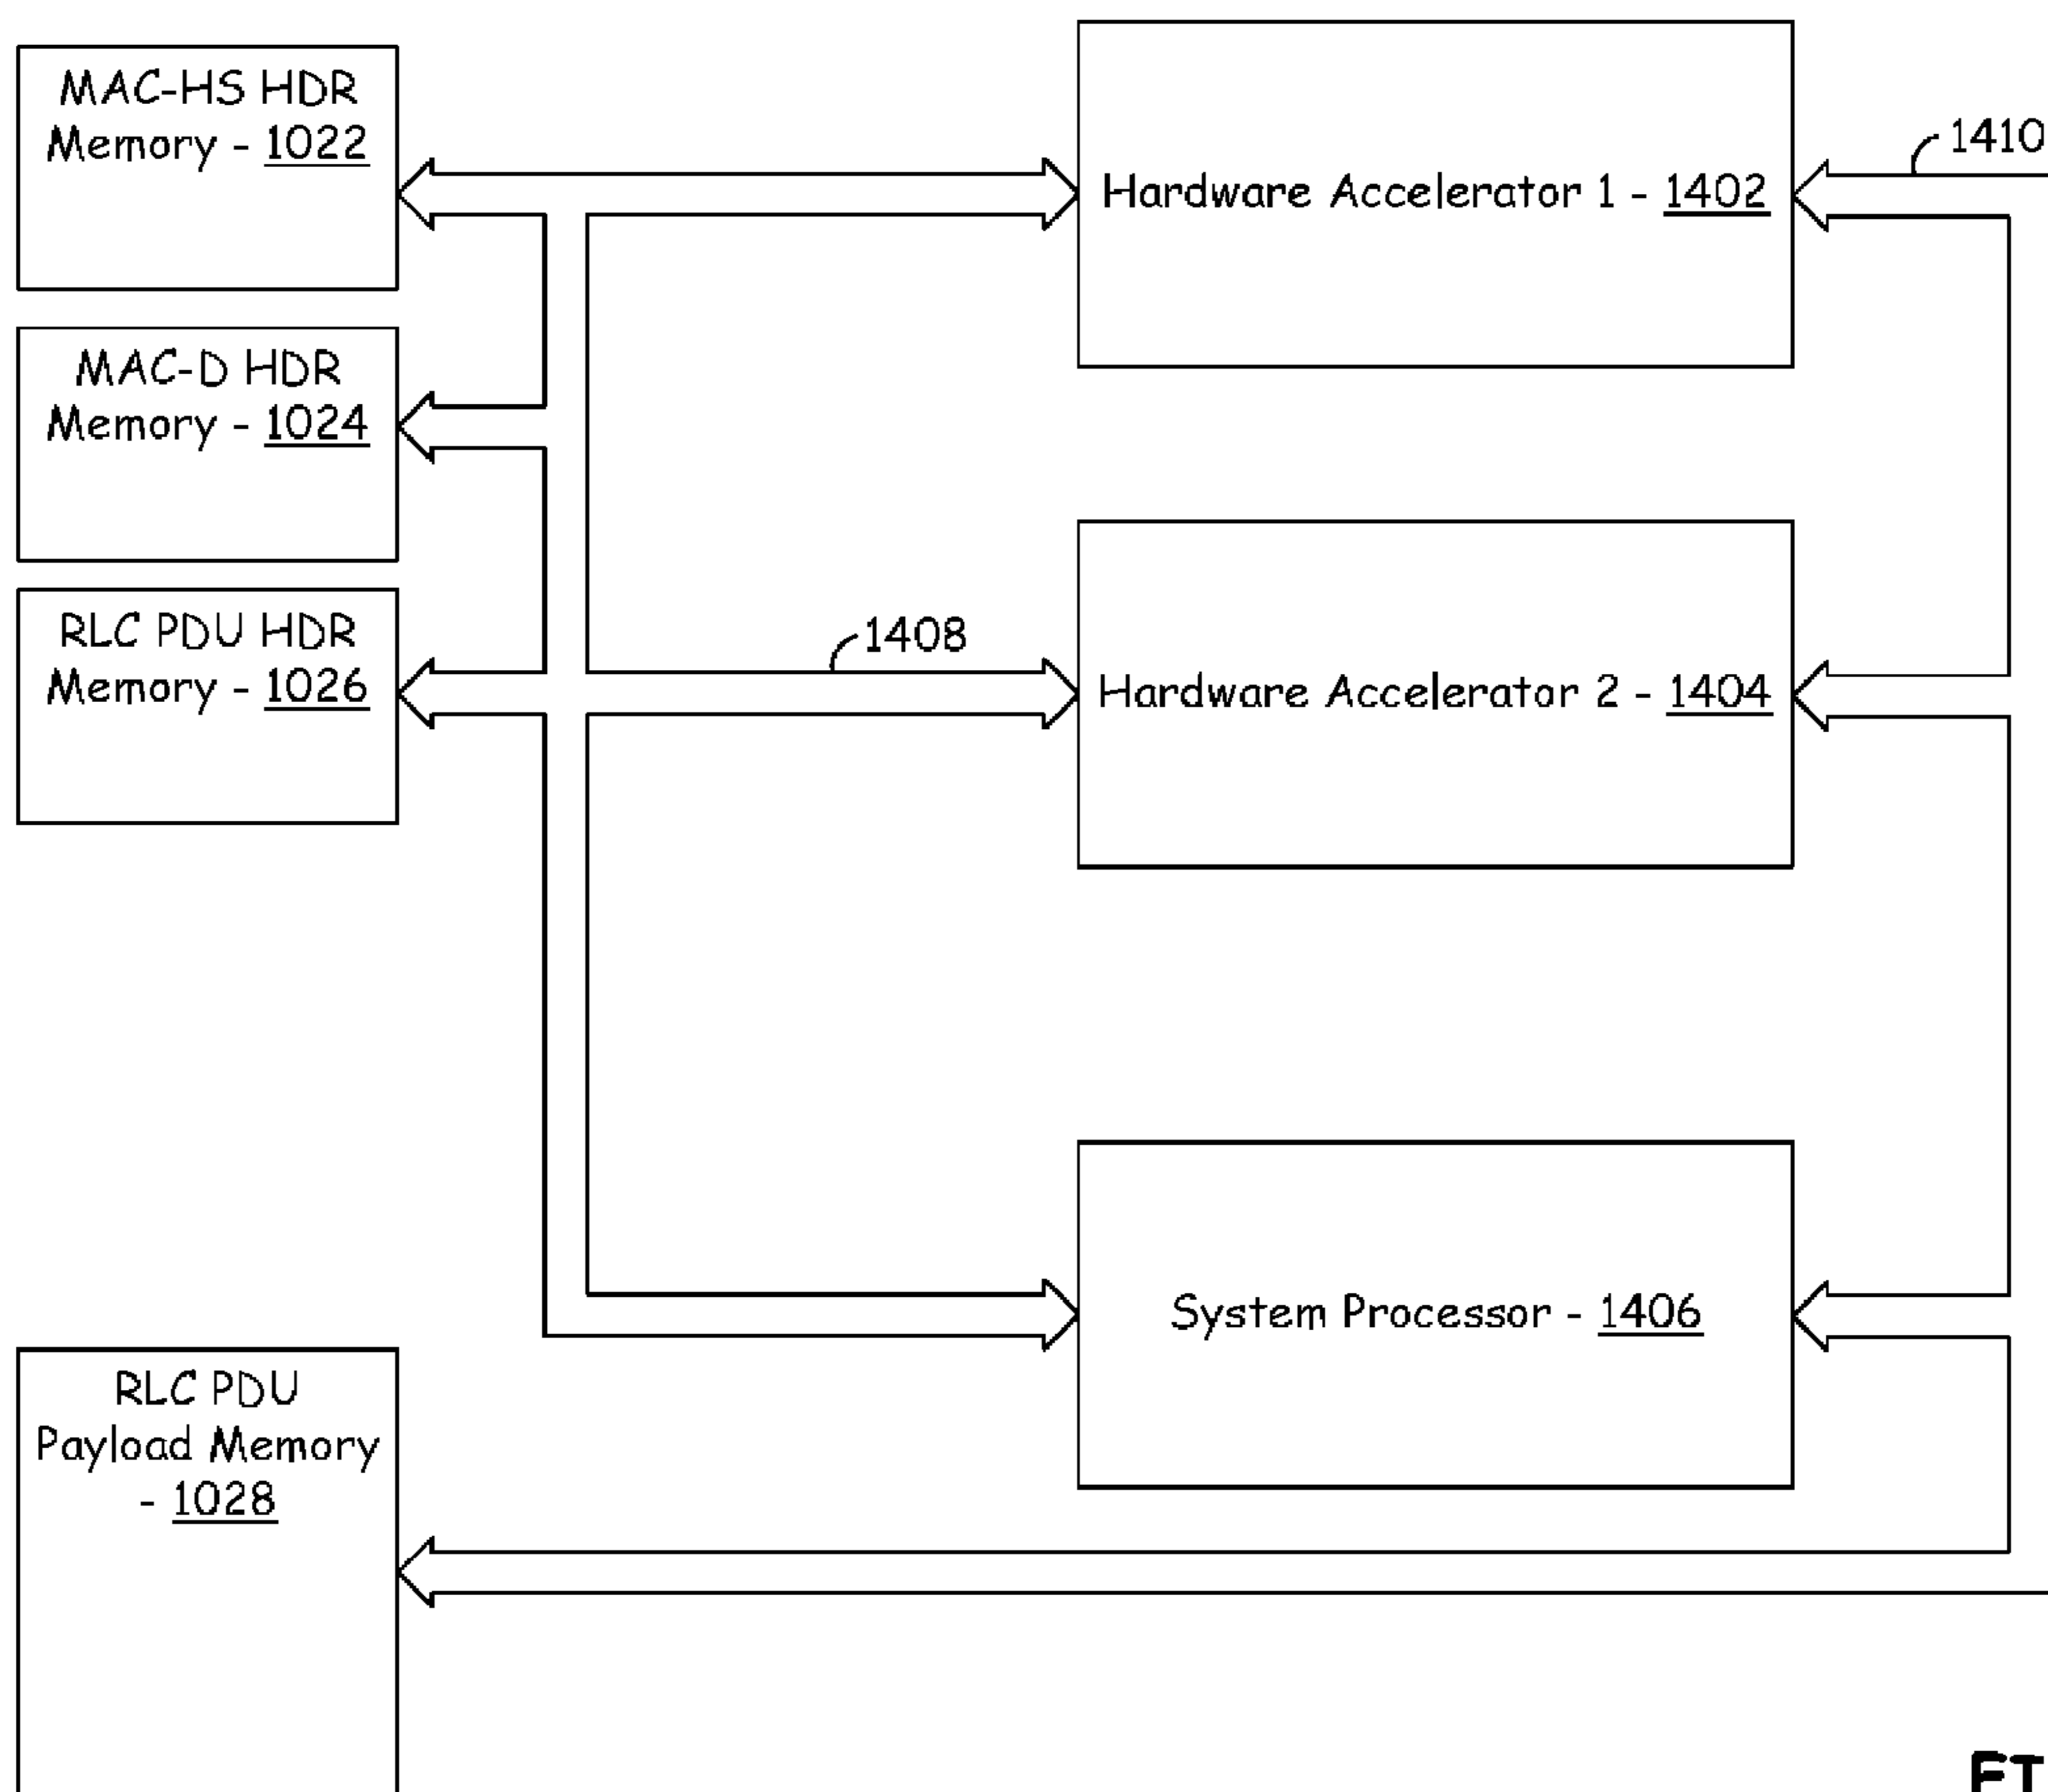 MAC-HS HDR
Memory - 1022
Hardware Accelerator 1 - 1402
1410
MAC-D HDR
Memory - 1024
RLC PDU HDR
Memory - 1026
1408
Hardware Accelerator 2 - 1404
System Processor - 1406
RLC PDU
Payload Memory
- 1028